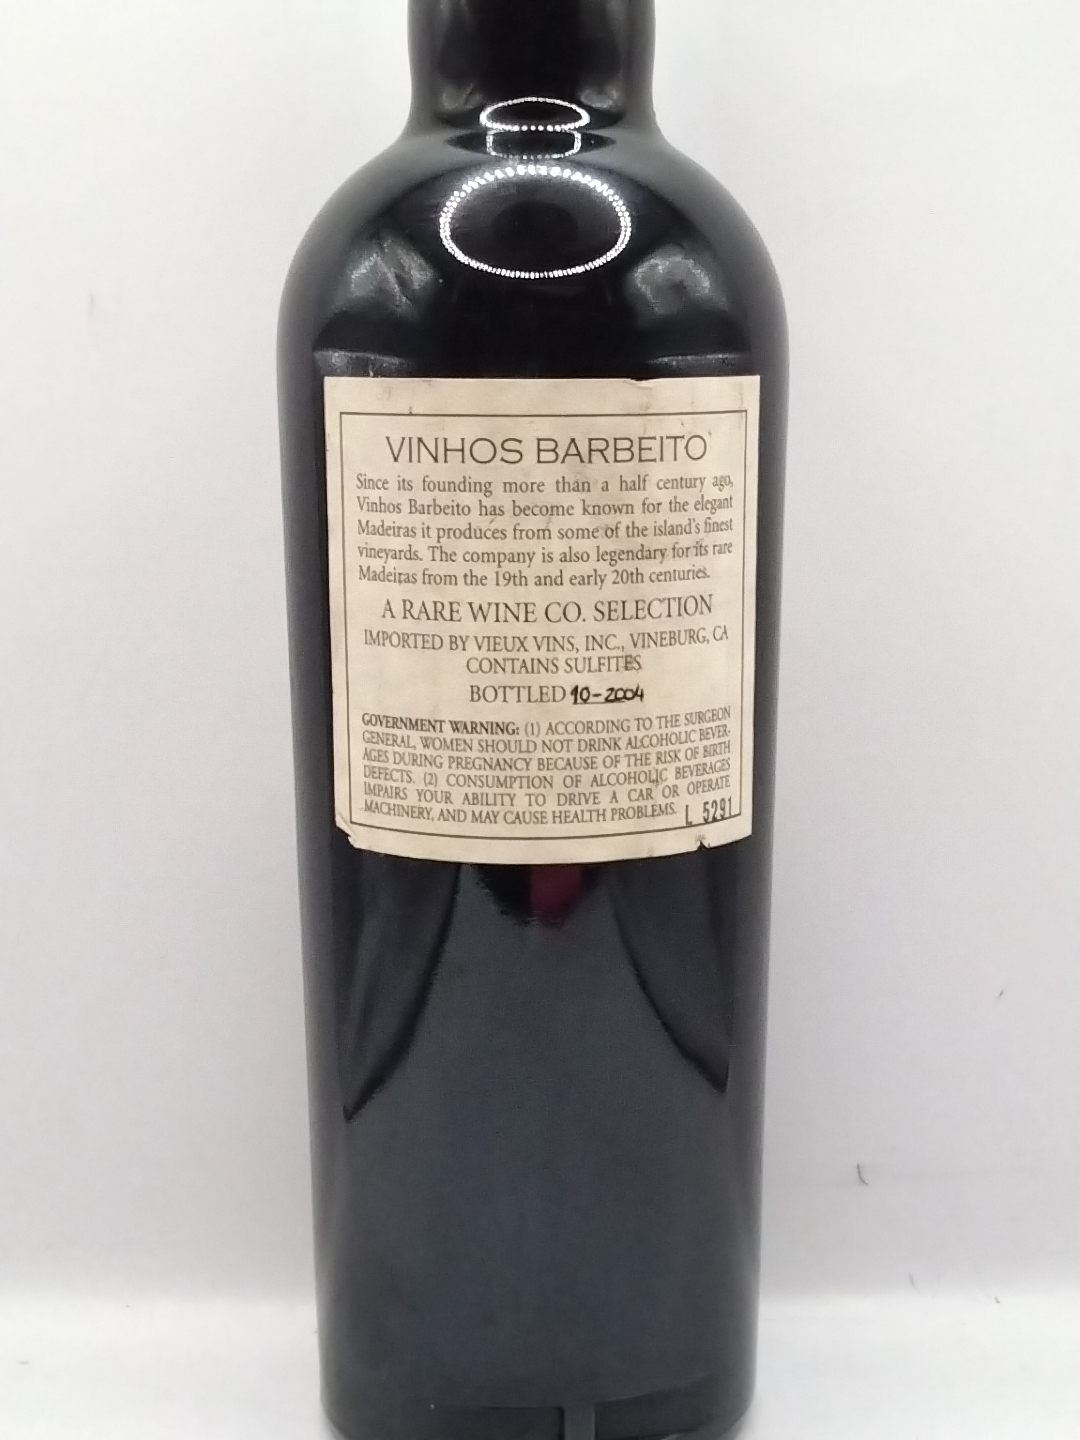 VINHOS BARBEITO
Since its founding more than a half century ago,
Vinhos Barbeito has become known for the elegant
Madeiras it produces from some of the island's finest
vineyards. The company is also legendary for its rare
Madeiras from the 19th and early 20th centuries.
A RARE WINE CO. SELECTION
IMPORTED BY VIEUX VINS, INC., VINEBURG, CA
CONTAINS SULFITES
BOTTLED 10-2004
GOVERNMENT WARNING: (1) ACCORDING TO THE SURGEON
GENERAL, WOMEN SHOULD NOT DRINK ALCOHOLIC BEVER-
AGES DURING PREGNANCY BECAUSE OF THE RISK OF BIRTH
DEFECTS. (2) CONSUMPTION OF ALCOHOLIC BEVERAGES
IMPAIRS YOUR ABILITY TO DRIVE A CAR OR OPERATE
MACHINERY, AND MAY CAUSE HEALTH PROBLEMS. L 5291